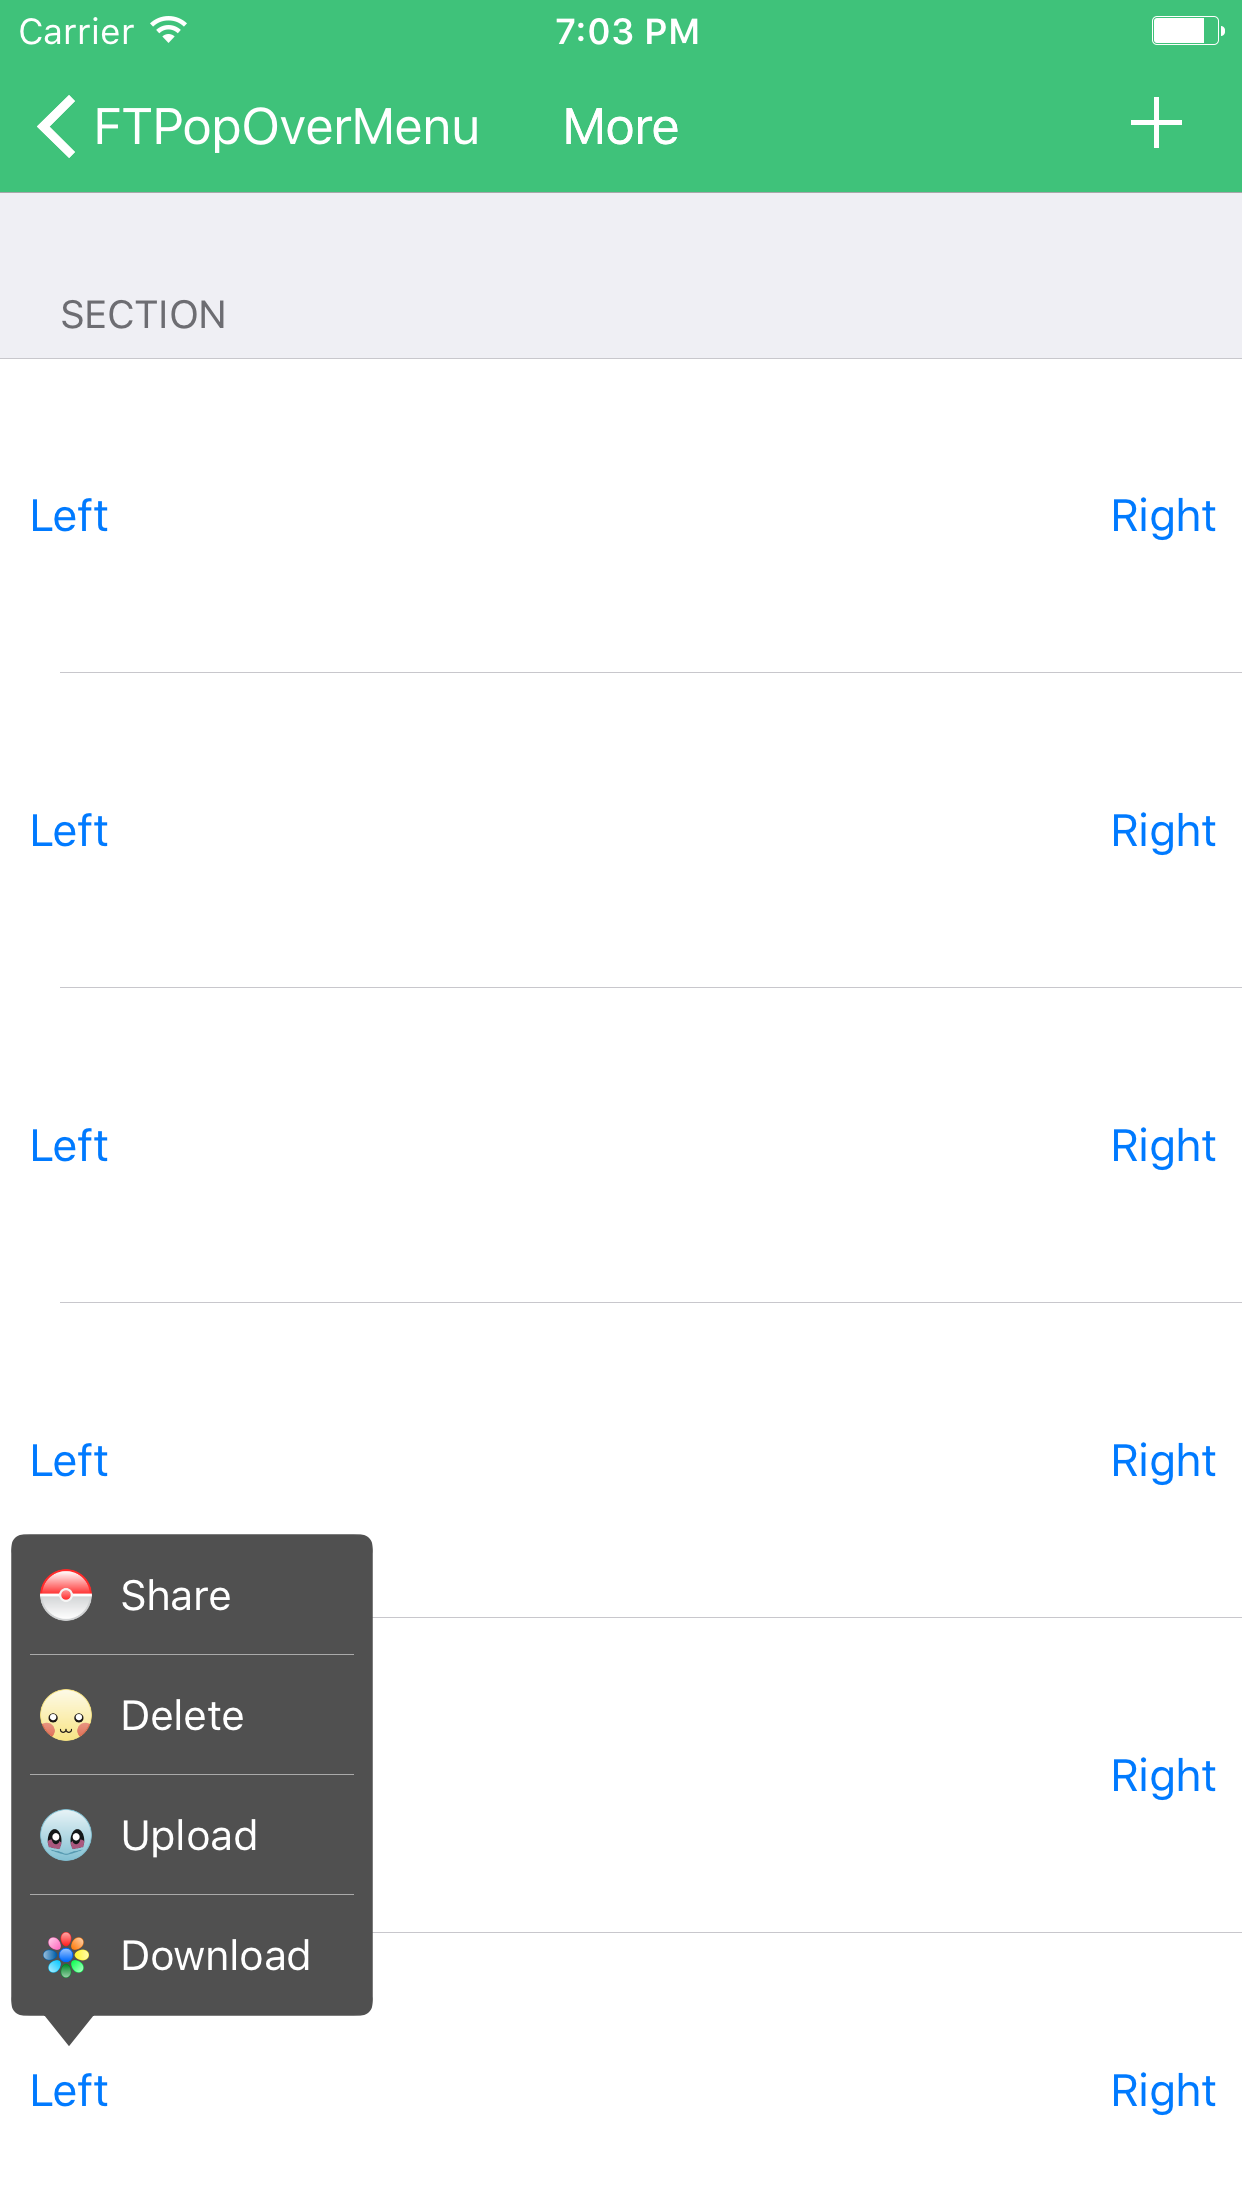 Carrier 7:03 PM
FTPopOverMenu More
SECTION
Left Right
Left Right
Left Right
Left Right
Share
Delete
Right
Upload
Download
Left Right